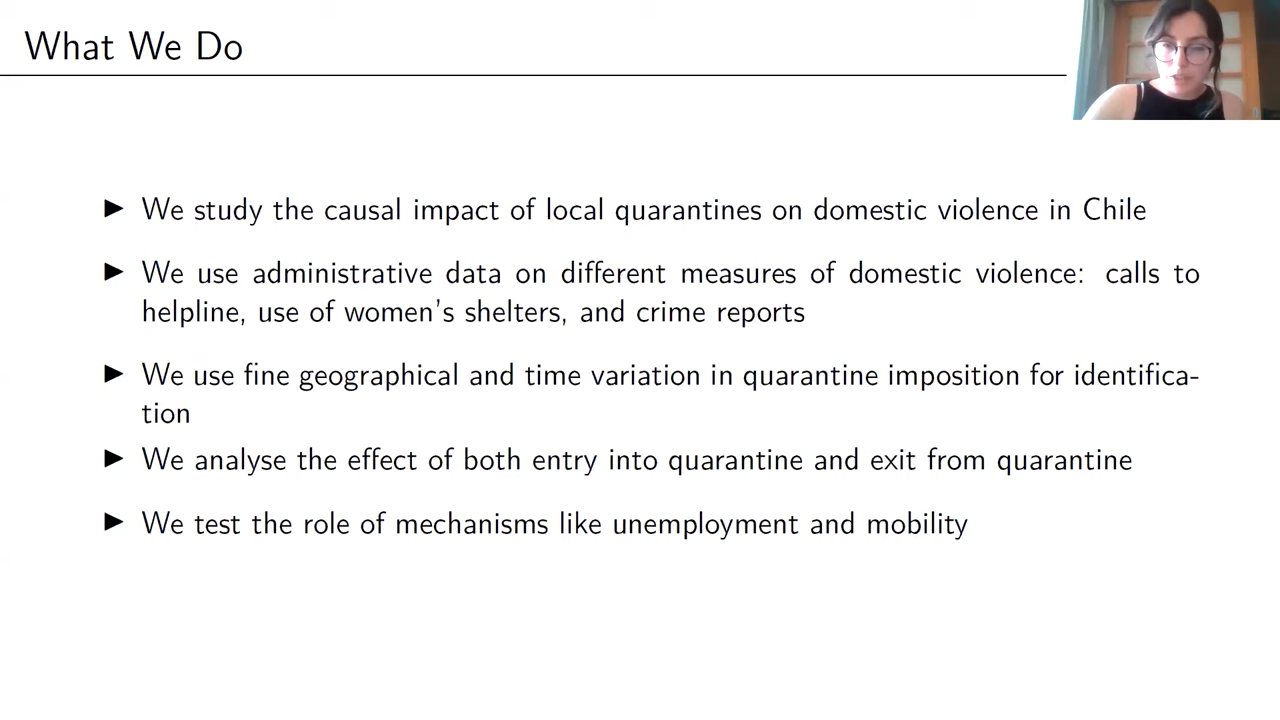 What We Do
▶ We study the causal impact of local quarantines on domestic violence in Chile
▶ We use administrative data on different measures of domestic violence: calls to
helpline, use of women's shelters, and crime reports
▶ We use fine geographical and time variation in quarantine imposition for identifica-
tion
▶ We analyse the effect of both entry into quarantine and exit from quarantine
▶ We test the role of mechanisms like unemployment and mobility